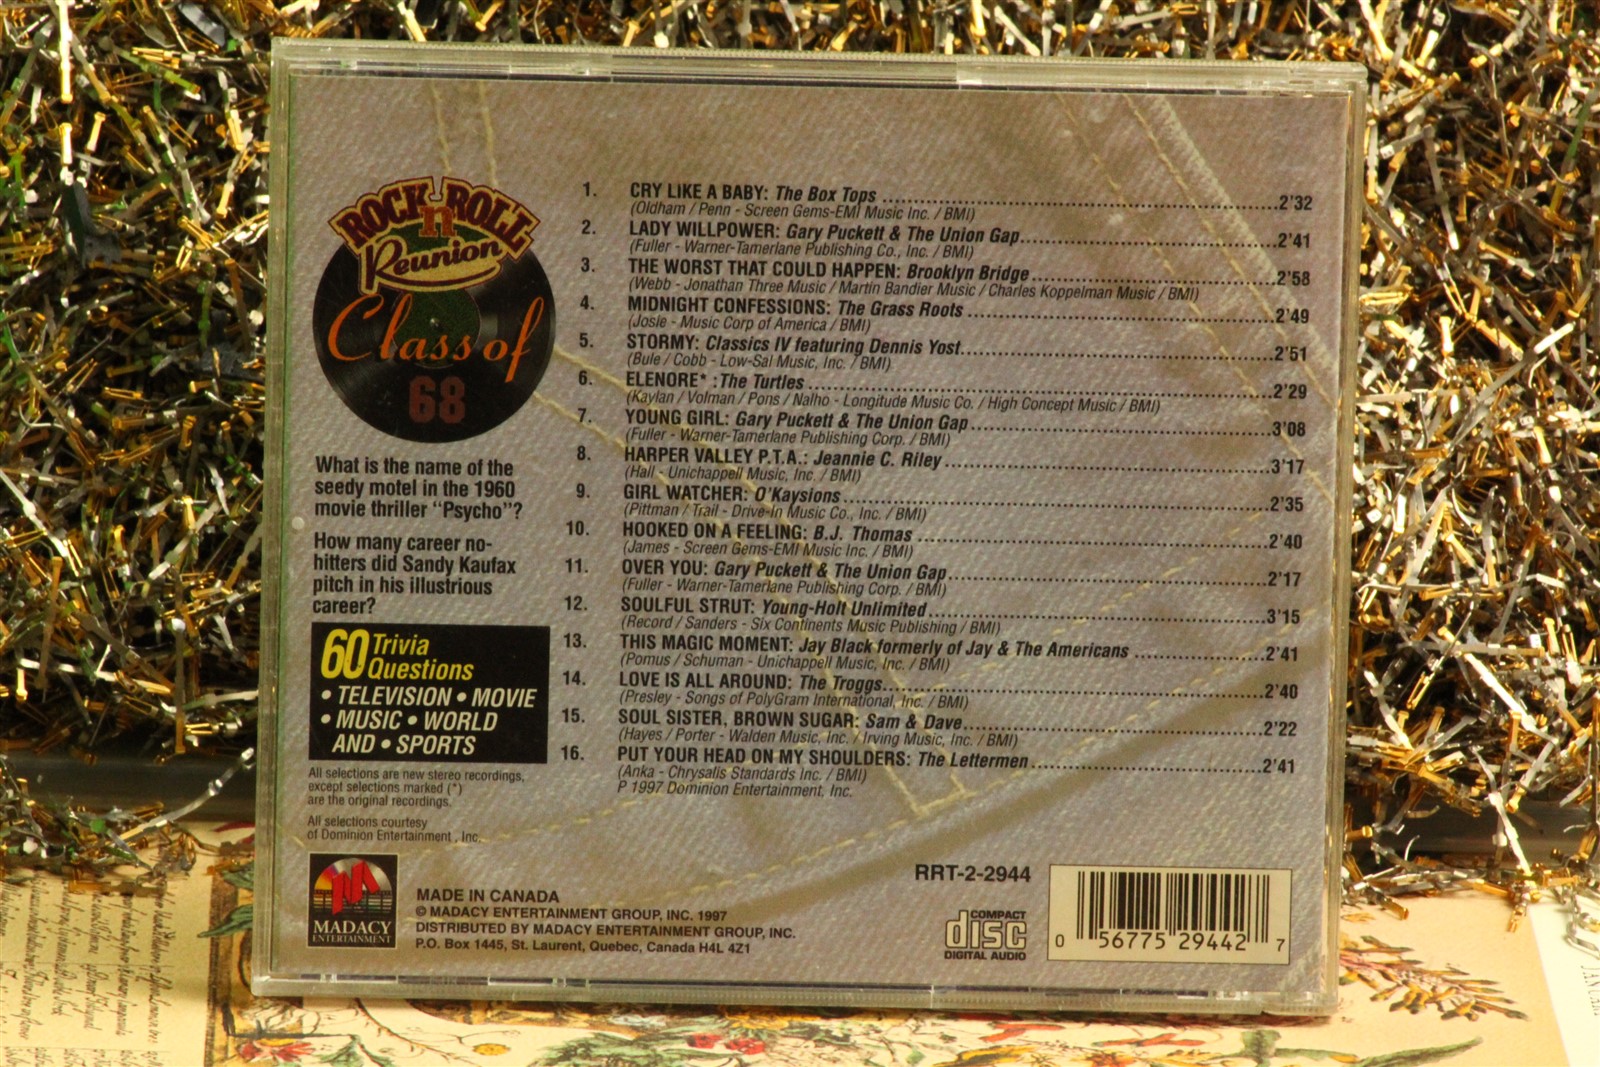 ROCK n ROLL
Reunion
Class of
68
What is the name of the
seedy motel in the 1960
movie thriller "Psycho"?
How many career no-
hitters did Sandy Kaufax
pitch in his illustrious
career?
60 Trivia
Questions
• TELEVISION • MOVIE
• MUSIC • WORLD
AND • SPORTS
All selections are new stereo recordings,
except selections marked (*)
are the original recordings.
All selections courtesy
of Dominion Entertainment, Inc.
1. CRY LIKE A BABY: The Box Tops ...2'32
(Oldham / Penn - Screen Gems-EMI Music Inc. / BMI)
2. LADY WILLPOWER: Gary Puckett & The Union Gap...2'41
(Fuller - Warner-Tamerlane Publishing Co., Inc. / BMI)
3. THE WORST THAT COULD HAPPEN: Brooklyn Bridge ...2'58
(Webb - Jonathan Three Music / Martin Bandier Music / Charles Koppelman Music / BMI)
4. MIDNIGHT CONFESSIONS: The Grass Roots ...2'49
(Josie - Music Corp of America / BMI)
5. STORMY: Classics IV featuring Dennis Yost...2'51
(Buie / Cobb - Low-Sal Music, Inc. / BMI)
6. ELENORE* : The Turtles ...2'29
(Kaylan / Volman / Pons / Nalho - Longitude Music Co. / High Concept Music / BMI)
7. YOUNG GIRL: Gary Puckett & The Union Gap ...3'08
(Fuller - Warner-Tamerlane Publishing Corp. / BMI)
8. HARPER VALLEY P.T.A.: Jeannie C. Riley ...3'17
(Hall - Unichappell Music, Inc. / BMI)
9. GIRL WATCHER: O'Kaysions ...2'35
(Pittman / Trail - Drive-In Music Co., Inc. / BMI)
10. HOOKED ON A FEELING: B.J. Thomas ...2'40
(James - Screen Gems-EMI Music Inc. / BMI)
11. OVER YOU: Gary Puckett & The Union Gap ...2'17
(Fuller - Warner-Tamerlane Publishing Corp. / BMI)
12. SOULFUL STRUT: Young-Holt Unlimited ...3'15
(Record / Sanders - Six Continents Music Publishing / BMI)
13. THIS MAGIC MOMENT: Jay Black formerly of Jay & The Americans ...2'41
(Pomus / Schuman - Unichappell Music, Inc. / BMI)
14. LOVE IS ALL AROUND: The Troggs...2'40
(Presley - Songs of PolyGram International, Inc. / BMI)
15. SOUL SISTER, BROWN SUGAR: Sam & Dave...2'22
(Hayes / Porter - Walden Music, Inc. / Irving Music, Inc. / BMI)
16. PUT YOUR HEAD ON MY SHOULDERS: The Lettermen ...2'41
(Anka - Chrysalis Standards Inc. / BMI)
P 1997 Dominion Entertainment, Inc.
MADACY
ENTERTAINMENT
MADE IN CANADA
© MADACY ENTERTAINMENT GROUP, INC. 1997
DISTRIBUTED BY MADACY ENTERTAINMENT GROUP, INC.
P.O. Box 1445, St. Laurent, Quebec, Canada H4L 4Z1
RRT-2-2944
COMPACT
disc
DIGITAL AUDIO
0 56775 29442 7